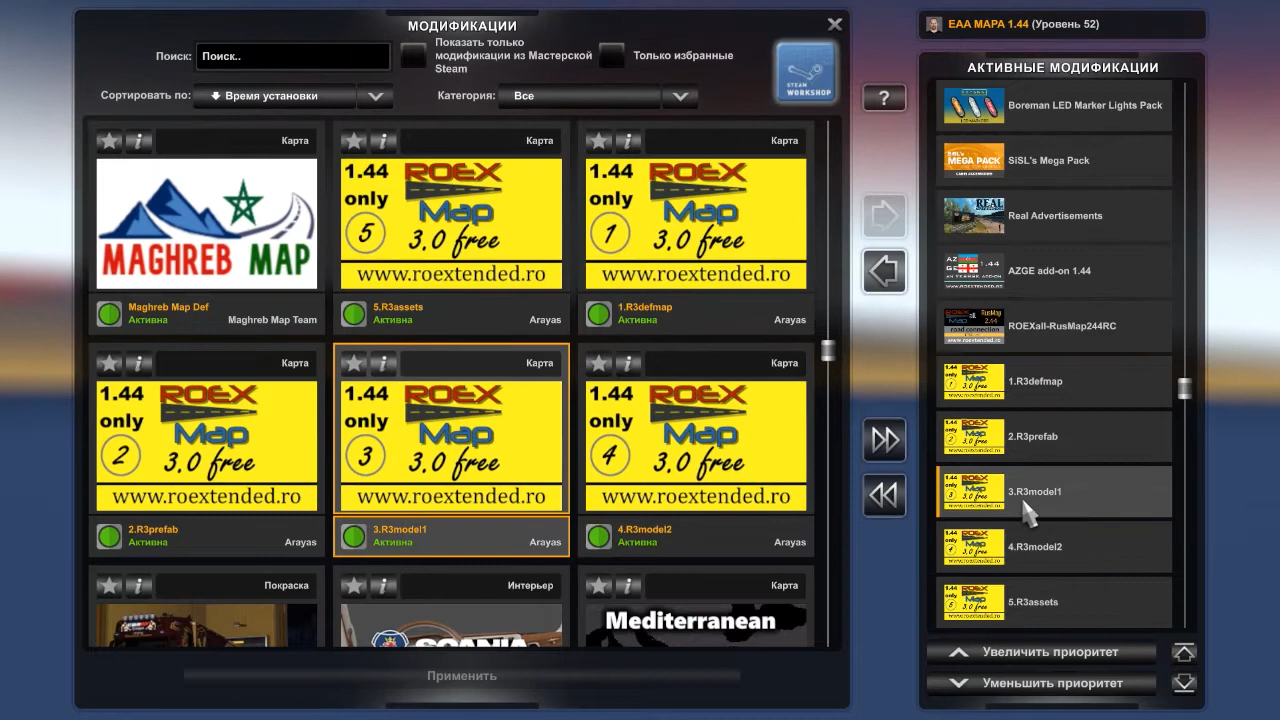 МОДИФИКАЦИИ
Поиск:
Поиск..
Показать только
модификации из Мастерской
Steam
Только избранные
STEAM
WORKSHOP
Сортировать по:
Время установки
Категория:
Все
Карта
Карта
Карта
MAGHREB MAP
1.44
only
5
ROEX
Map
3.0 free
www.roextended.ro
1.44
only
1
ROEX
Map
3.0 free
www.roextended.ro
Maghreb Map Def
Активна
Maghreb Map Team
5.R3assets
Активна
Arayas
1.R3defmap
Активна
Arayas
Карта
Карта
Карта
1.44
only
2
ROEX
Map
3.0 free
www.roextended.ro
1.44
only
3
ROEX
Map
3.0 free
www.roextended.ro
1.44
only
4
ROEX
Map
3.0 free
www.roextended.ro
2.R3prefab
Активна
Arayas
3.R3model1
Активна
Arayas
4.R3model2
Активна
Arayas
Покраска
Интерьер
Карта
SCANIA
Mediterranean
Применить
?
EAA MAPA 1.44 (Уровень 52)
АКТИВНЫЕ МОДИФИКАЦИИ
Boreman LED Marker Lights Pack
SiSL's Mega Pack
Real Advertisements
AZGE add-on 1.44
ROEXall-RusMap244RC
1.R3defmap
2.R3prefab
3.R3model1
4.R3model2
5.R3assets
Увеличить приоритет
Уменьшить приоритет